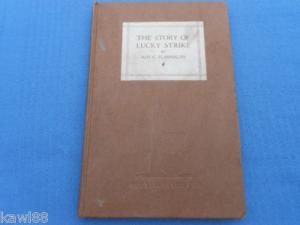 THE STORY OF
LUCKY STRIKE
BY
ROY C. FLANNAGAN
kawl88